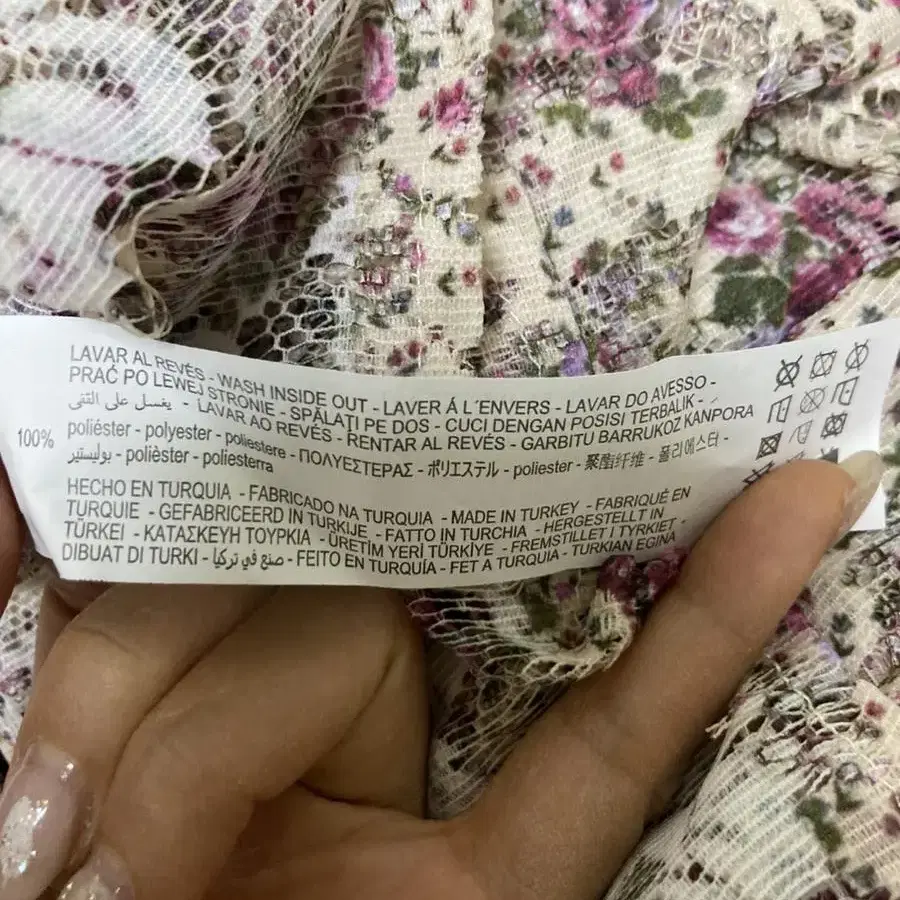 LAVAR AL REVÉS - WASH INSIDE OUT - LAVER Á L´ENVERS - LAVAR DO AVESSO -
PRAĆ PO LEWEJ STRONIE - SPĂLAȚI PE DOS - CUCI DENGAN POSISI TERBALIK -
يغسل على القفى - LAVAR AO REVÉS - RENTAR AL REVÉS - GARBITU BARRUKOZ KANPORA
100% poliéster - polyester - poliestere - ΠΟΛΥΕΣΤΕΡΑΣ - ポリエステル - poliester - 聚酯纤维 - 폴리에스터 -
بوليستير - polièster - poliesterra
HECHO EN TURQUIA - FABRICADO NA TURQUIA - MADE IN TURKEY - FABRIQUÉ EN
TURQUIE - GEFABRICEERD IN TURKIJE - FATTO IN TURCHIA - HERGESTELLT IN
TÜRKEI - ΚΑΤΑΣΚΕΥΗ ΤΟΥΡΚΙΑ - ÜRETİM YERİ TÜRKİYE - FREMSTILLET I TYRKIET -
DIBUAT DI TURKI - صنع في تركيا - FEITO EN TURQUÍA - FET A TURQUIA - TURKIAN EGINA